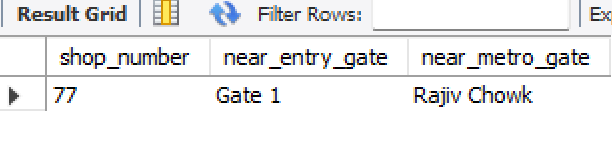 Result Grid Filter Rows: Ex
shop_number near_entry_gate near_metro_gate
77 Gate 1 Rajiv Chowk